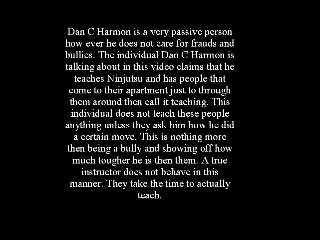 Dan C Harmon is a very passive person
how ever he does not care for frauds and
bullies. The individual Dan C Harmon is
talking about in this video claims that he
teaches Ninjutsu and has people that
come to their apartment just to through
them around then call it teaching. This
individual does not teach these people
anything unless they ask him how he did
a certain move. This is nothing more
then being a bully and showing off how
much tougher he is then them. A true
instructor does not behave in this
manner. They take the time to actually
teach.